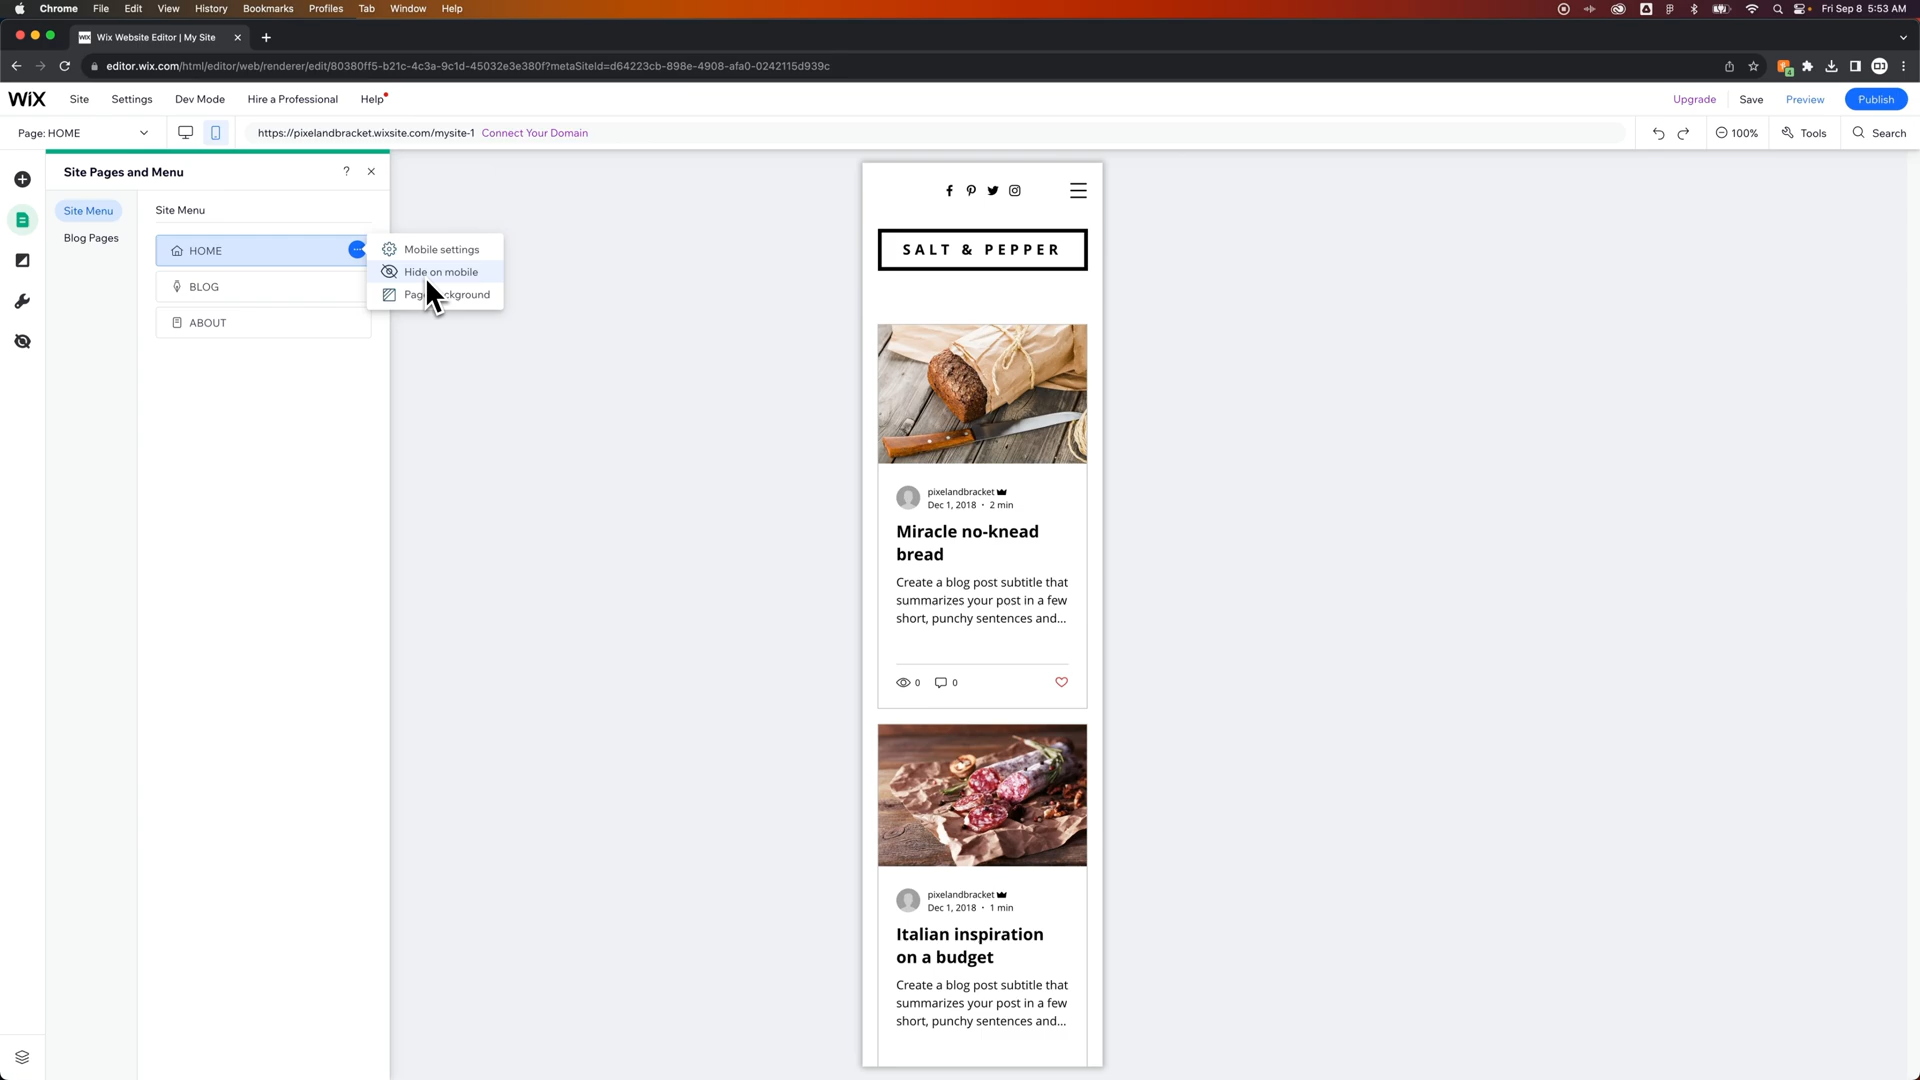 Chrome File Edit View History Bookmarks Profiles Tab Window Help Fri Sep 8 5:53 AM
WiX Wix Website Editor | My Site
editor.wix.com/html/editor/web/renderer/edit/80380ff5-b21c-4c3a-9c1d-45032e3e380f?metaSiteId=d64223cb-898e-4908-afa0-0242115d939c 4
WiX Site Settings Dev Mode Hire a Professional Help Upgrade Save Preview Publish
Page: HOME https://pixelandbracket.wixsite.com/mysite-1 Connect Your Domain 100% Tools Search
Site Pages and Menu ?
Site Menu
Blog Pages
Site Menu
HOME
BLOG
ABOUT
Mobile settings
Hide on mobile
SALT & PEPPER
pixelandbracket
Dec 1, 2018 · 2 min
Miracle no-knead
bread
Create a blog post subtitle that
summarizes your post in a few
short, punchy sentences and...
0 0
pixelandbracket
Dec 1, 2018 · 1 min
Italian inspiration
on a budget
Create a blog post subtitle that
summarizes your post in a few
short, punchy sentences and...